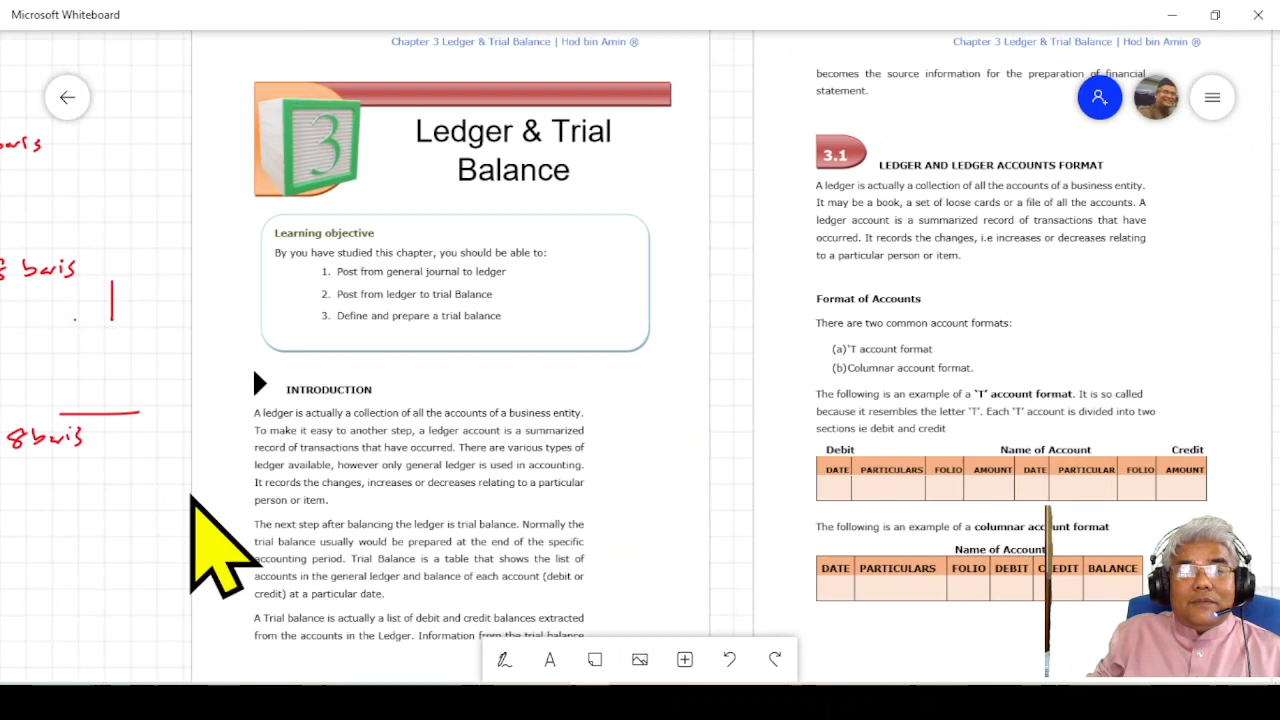 Microsoft Whiteboard
baris
8 baris
8 baris
Chapter 3 Ledger & Trial Balance | Hod bin Amin ®
3
Ledger & Trial
Balance
Learning objective
By you have studied this chapter, you should be able to:
1. Post from general journal to ledger
2. Post from ledger to trial Balance
3. Define and prepare a trial balance
INTRODUCTION
A ledger is actually a collection of all the accounts of a business entity.
To make it easy to another step, a ledger account is a summarized
record of transactions that have occurred. There are various types of
ledger available, however only general ledger is used in accounting.
It records the changes, increases or decreases relating to a particular
person or item.
The next step after balancing the ledger is trial balance. Normally the
trial balance usually would be prepared at the end of the specific
accounting period. Trial Balance is a table that shows the list of
accounts in the general ledger and balance of each account (debit or
credit) at a particular date.
A Trial balance is actually a list of debit and credit balances extracted
from the accounts in the Ledger. Information from the trial balance
Chapter 3 Ledger & Trial Balance | Hod bin Amin ®
becomes the source information for the preparation of financial
statement.
3.1 LEDGER AND LEDGER ACCOUNTS FORMAT
A ledger is actually a collection of all the accounts of a business entity.
It may be a book, a set of loose cards or a file of all the accounts. A
ledger account is a summarized record of transactions that have
occurred. It records the changes, i.e increases or decreases relating
to a particular person or item.
Format of Accounts
There are two common account formats:
(a)'T account format
(b)Columnar account format.
The following is an example of a 'T' account format. It is so called
because it resembles the letter 'T'. Each 'T' account is divided into two
sections ie debit and credit
Debit Name of Account Credit
DATE PARTICULARS FOLIO AMOUNT DATE PARTICULAR FOLIO AMOUNT
The following is an example of a columnar account format
Name of Account
DATE PARTICULARS FOLIO DEBIT CREDIT BALANCE